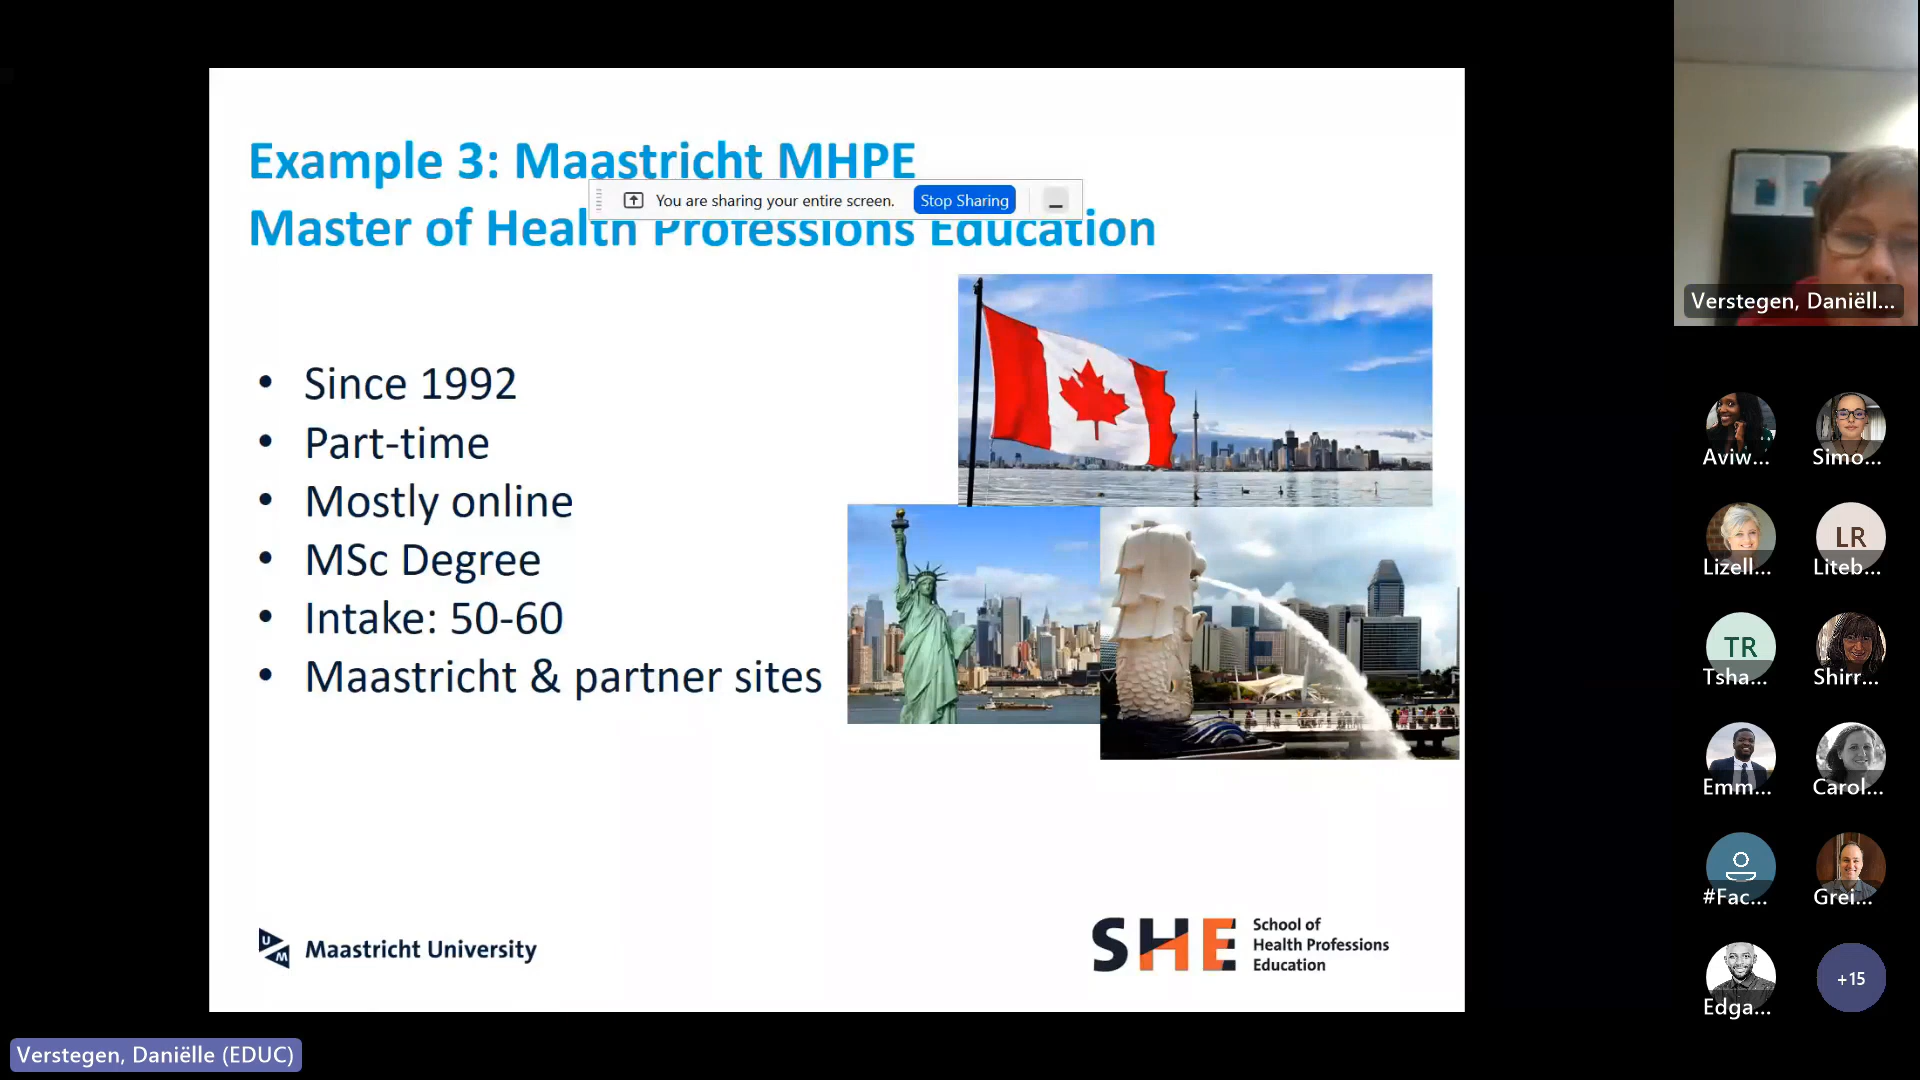 Example 3: Maastricht MHPE
You are sharing your entire screen. Stop Sharing
Master of Health Professions Education
• Since 1992
• Part-time
• Mostly online
• MSc Degree
• Intake: 50-60
• Maastricht & partner sites
UM Maastricht University
SHE School of
Health Professions
Education
Verstegen, Daniëll...
Aviw... Simo...
LR
Lizell... Liteb...
TR
Tsha... Shirr...
Emm... Carol...
#Fac... Grei...
+15
Edga...
Verstegen, Daniëlle (EDUC)